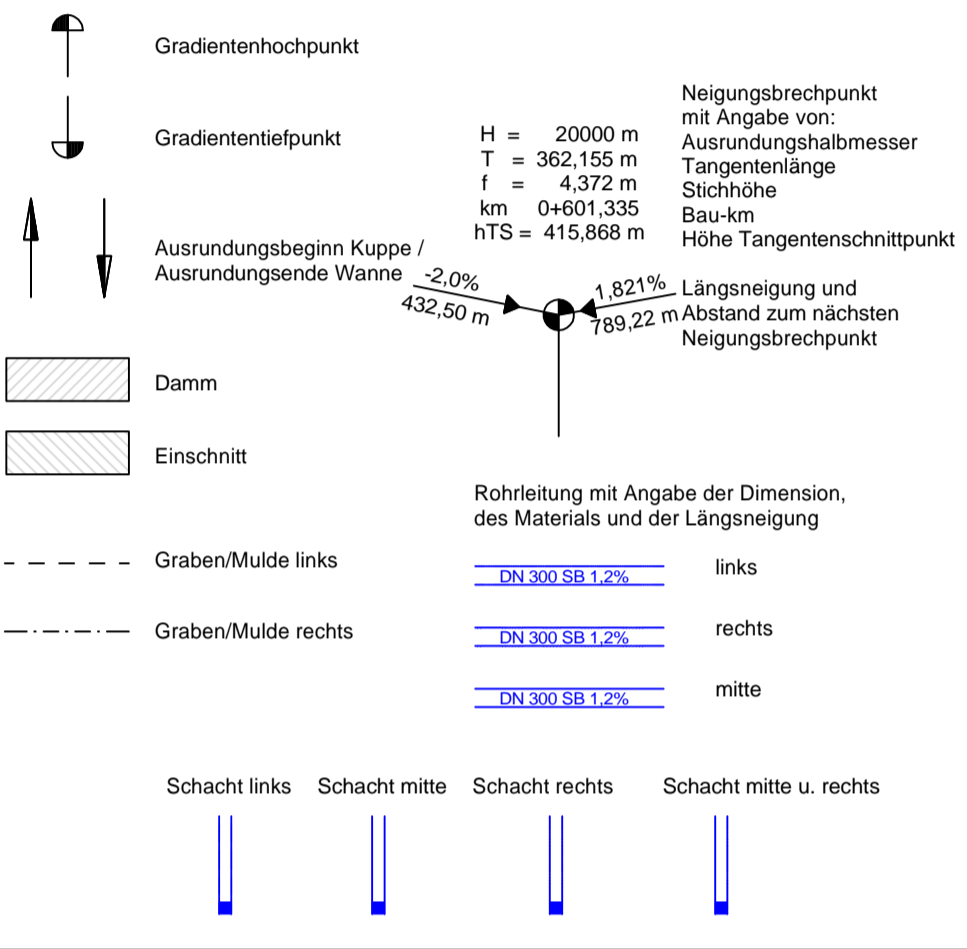 Gradientenhochpunkt
Gradiententiefpunkt
Ausrundungsbeginn Kuppe /
Ausrundungsende Wanne
Damm
Einschnitt
Graben/Mulde links
Graben/Mulde rechts
H = 20000 m
T = 362,155 m
f = 4,372 m
km 0+601,335
hTS = 415,868 m
Neigungsbrechpunkt
mit Angabe von:
Ausrundungshalbmesser
Tangentenlänge
Stichhöhe
Bau-km
Höhe Tangentenschnittpunkt
-2,0%
432,50 m
1,821%
789,22 m
Längsneigung und
Abstand zum nächsten
Neigungsbrechpunkt
Rohrleitung mit Angabe der Dimension,
des Materials und der Längsneigung
DN 300 SB 1,2% links
DN 300 SB 1,2% rechts
DN 300 SB 1,2% mitte
Schacht links Schacht mitte Schacht rechts Schacht mitte u. rechts